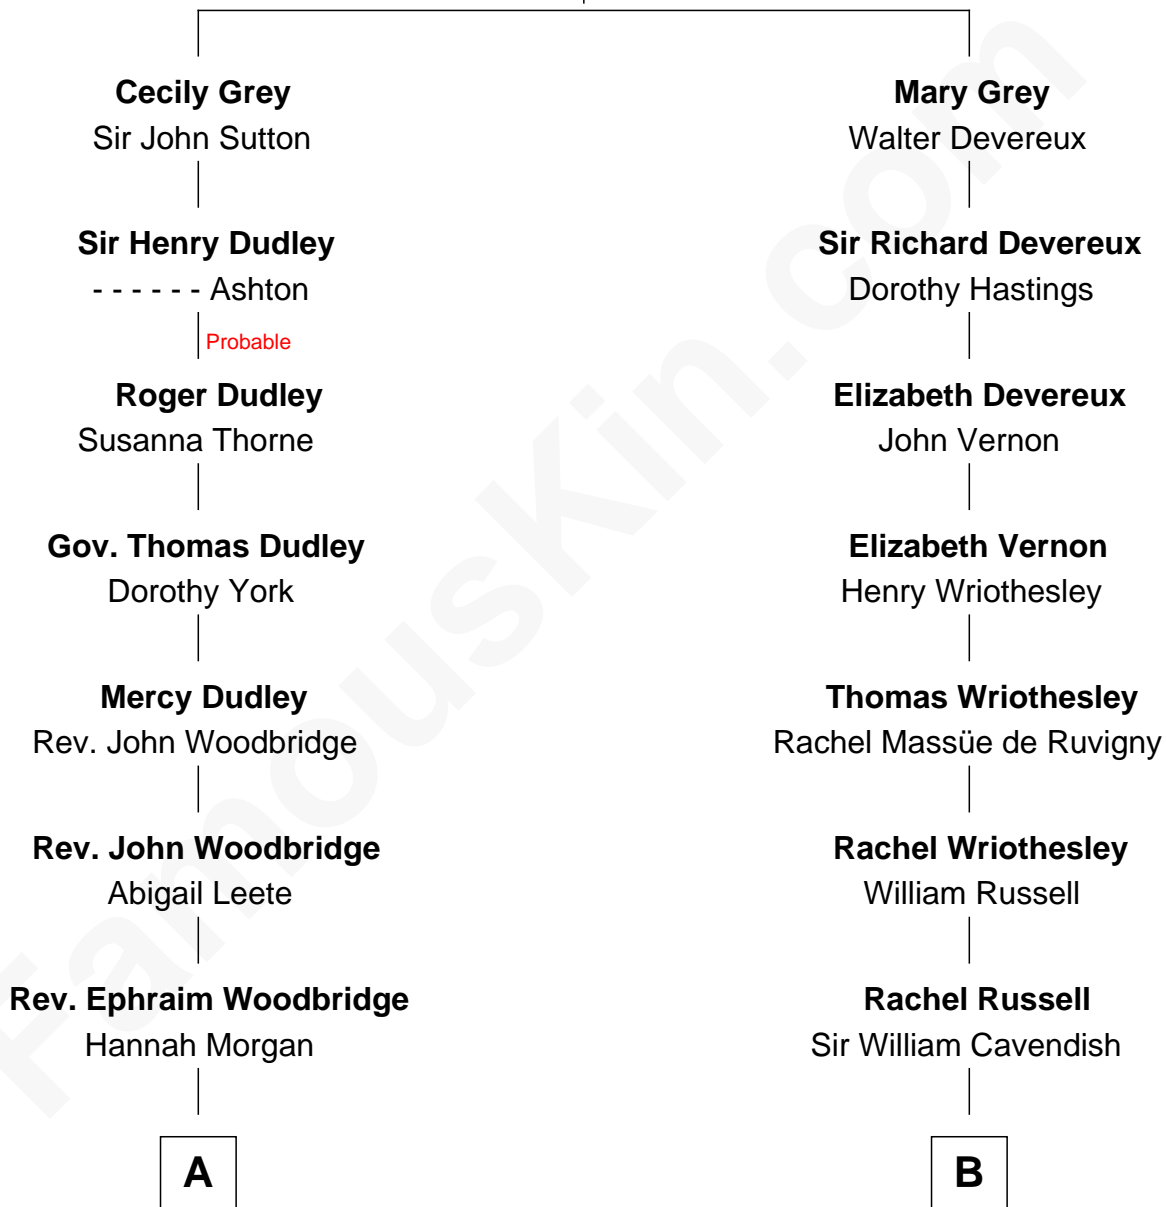 Cecily Grey
Sir John Sutton
Sir Henry Dudley
- - - - - - Ashton
Probable
Roger Dudley
Susanna Thorne
Gov. Thomas Dudley
Dorothy York
Mercy Dudley
Rev. John Woodbridge
Rev. John Woodbridge
Abigail Leete
Rev. Ephraim Woodbridge
Hannah Morgan
A
Mary Grey
Walter Devereux
Sir Richard Devereux
Dorothy Hastings
Elizabeth Devereux
John Vernon
Elizabeth Vernon
Henry Wriothesley
Thomas Wriothesley
Rachel Massüe de Ruvigny
Rachel Wriothesley
William Russell
Rachel Russell
Sir William Cavendish
B
FamousKin.com